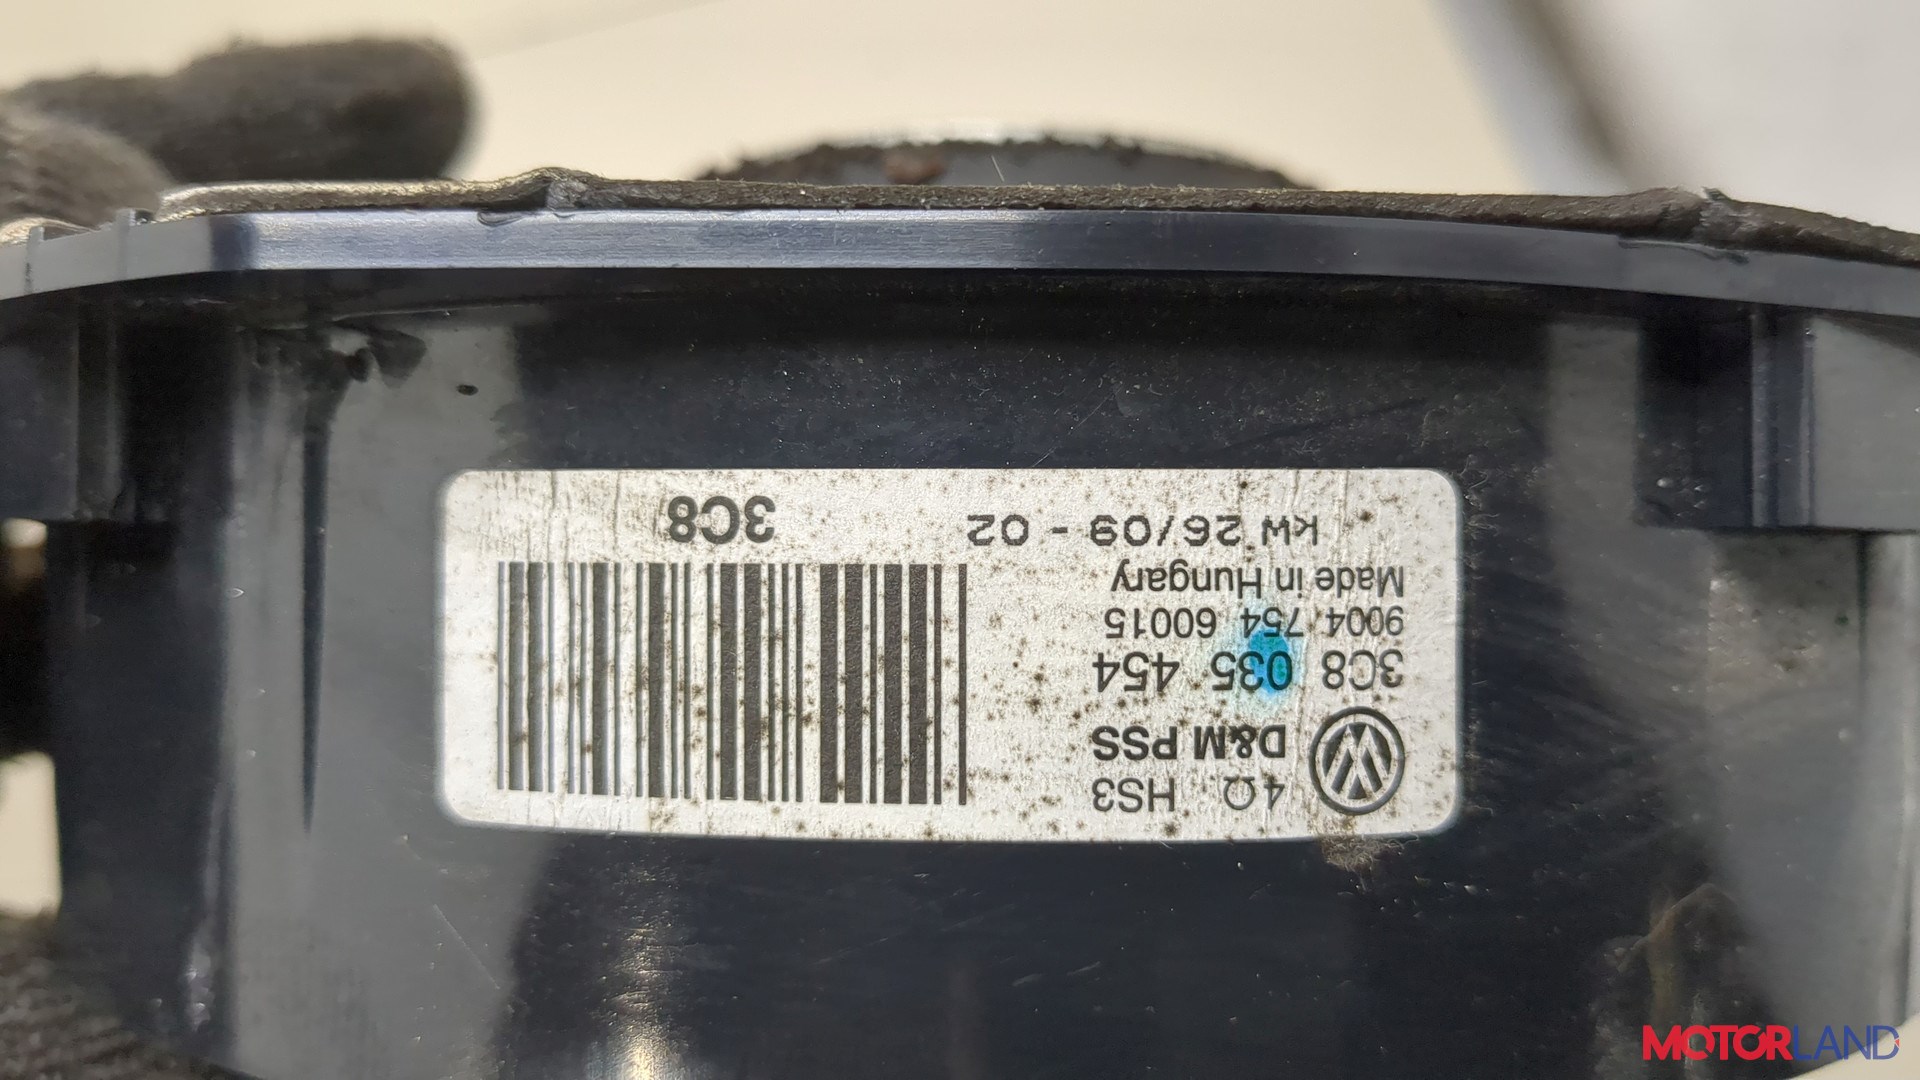 4Ω HS3
D&M PSS
3C8 035 454
9004 754 60015
Made in Hungary
kW 26/09 - 02
3C8
MOTORLAND